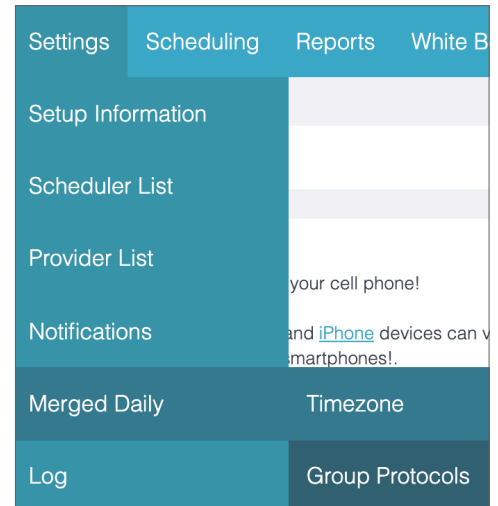 Settings Scheduling Reports White B
Setup Information
Scheduler List
Provider List
your cell phone!
Notifications
and iPhone devices can v
smartphones!.
Merged Daily Timezone
Log Group Protocols